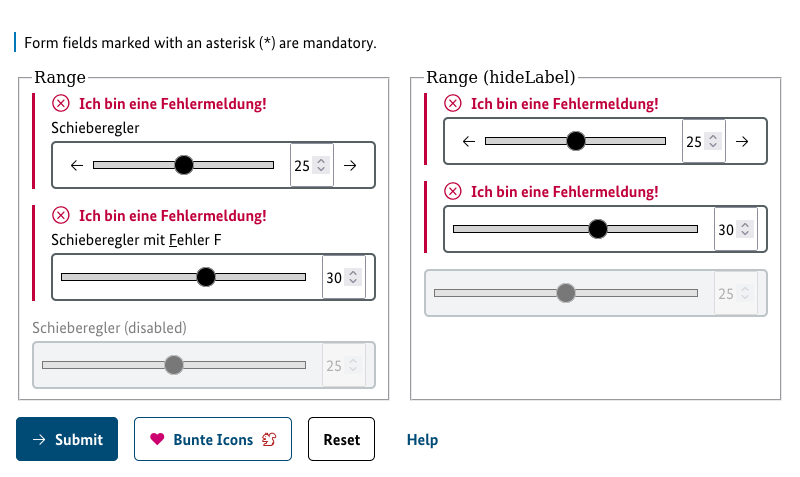 Form fields marked with an asterisk (*) are mandatory.
Range
Ich bin eine Fehlermeldung!
Schieberegler
25
Ich bin eine Fehlermeldung!
Schieberegler mit Fehler F
30
Schieberegler (disabled)
25
Range (hideLabel)
Ich bin eine Fehlermeldung!
25
Ich bin eine Fehlermeldung!
30
25
Submit
Bunte Icons
Reset
Help